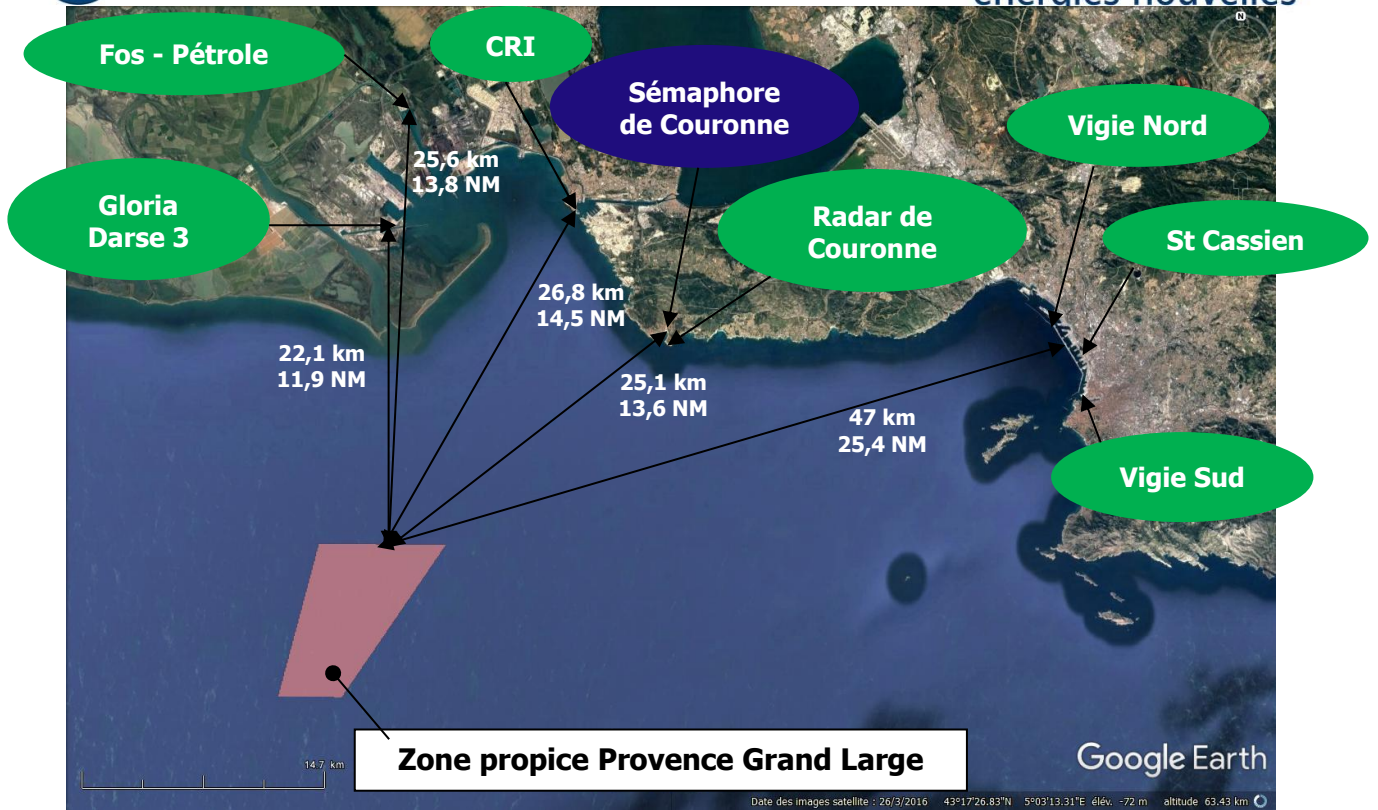 énergies nouvelles
N
Fos - Pétrole
CRI
Sémaphore
de Couronne
Vigie Nord
25,6 km
13,8 NM
Gloria
Darse 3
Radar de
Couronne
St Cassien
26,8 km
14,5 NM
22,1 km
11,9 NM
25,1 km
13,6 NM
47 km
25,4 NM
Vigie Sud
Zone propice Provence Grand Large
14.7 km
Google Earth
Date des images satellite : 26/3/2016 43°17'26.83"N 5°03'13.31"E élév. -72 m altitude 63.43 km